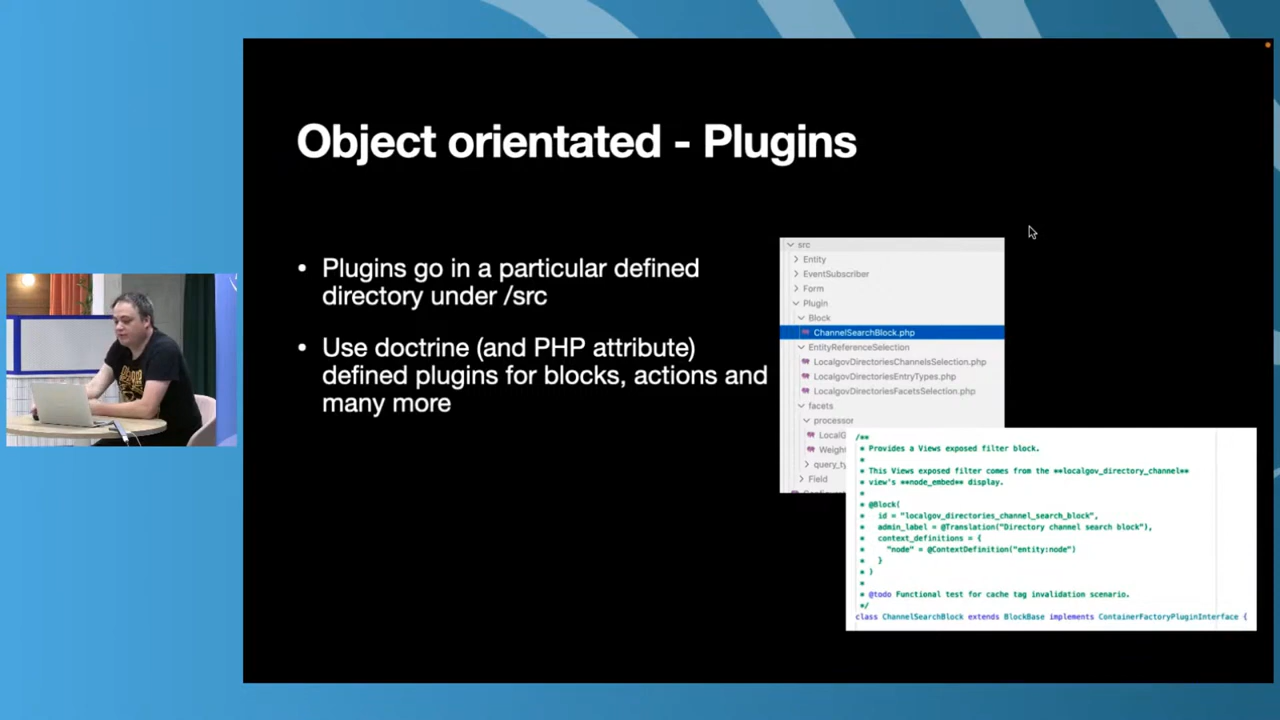 Object orientated - Plugins
• Plugins go in a particular defined
directory under /src
• Use doctrine (and PHP attribute)
defined plugins for blocks, actions and
many more
src
Entity
EventSubscriber
Form
Plugin
Block
ChannelSearchBlock.php
EntityReferenceSelection
LocalgovDirectoriesChannelsSelection.php
LocalgovDirectoriesEntryTypes.php
LocalgovDirectoriesFacetsSelection.php
facets
processor
LocalG
Weight
query_ty
Field
/**
* Provides a Views exposed filter block.
*
* This Views exposed filter comes from the **localgov_directory_channel**
* view's **node_embed** display.
*
* @Block(
*   id = "localgov_directories_channel_search_block",
*   admin_label = @Translation("Directory channel search block"),
*   context_definitions = {
*     "node" = @ContextDefinition("entity:node")
*   }
* )
*
* @todo Functional test for cache tag invalidation scenario.
*/
class ChannelSearchBlock extends BlockBase implements ContainerFactoryPluginInterface {